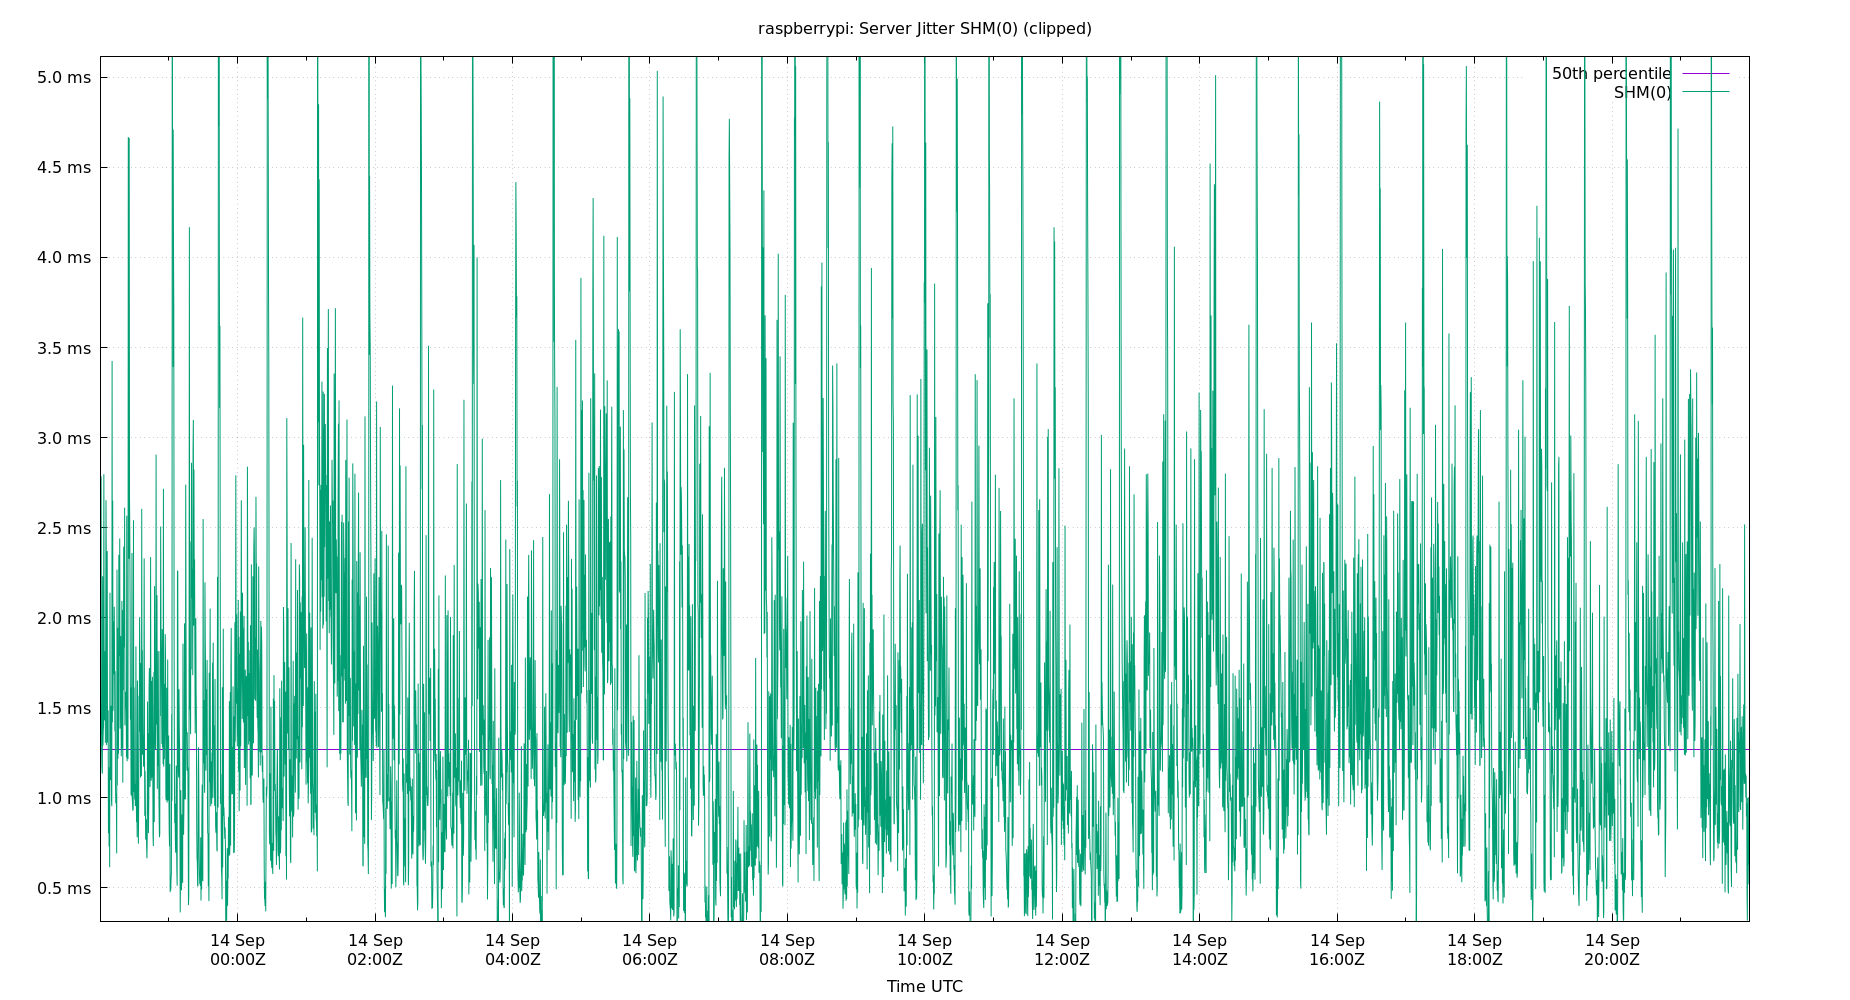 raspberrypi: Server Jitter SHM(0) (clipped)
5.0 ms
4.5 ms
4.0 ms
3.5 ms
3.0 ms
2.5 ms
2.0 ms
1.5 ms
1.0 ms
0.5 ms
50th percentile
SHM(0)
14 Sep 14 Sep 14 Sep 14 Sep 14 Sep 14 Sep 14 Sep 14 Sep 14 Sep 14 Sep 14 Sep
00:00Z 02:00Z 04:00Z 06:00Z 08:00Z 10:00Z 12:00Z 14:00Z 16:00Z 18:00Z 20:00Z
Time UTC